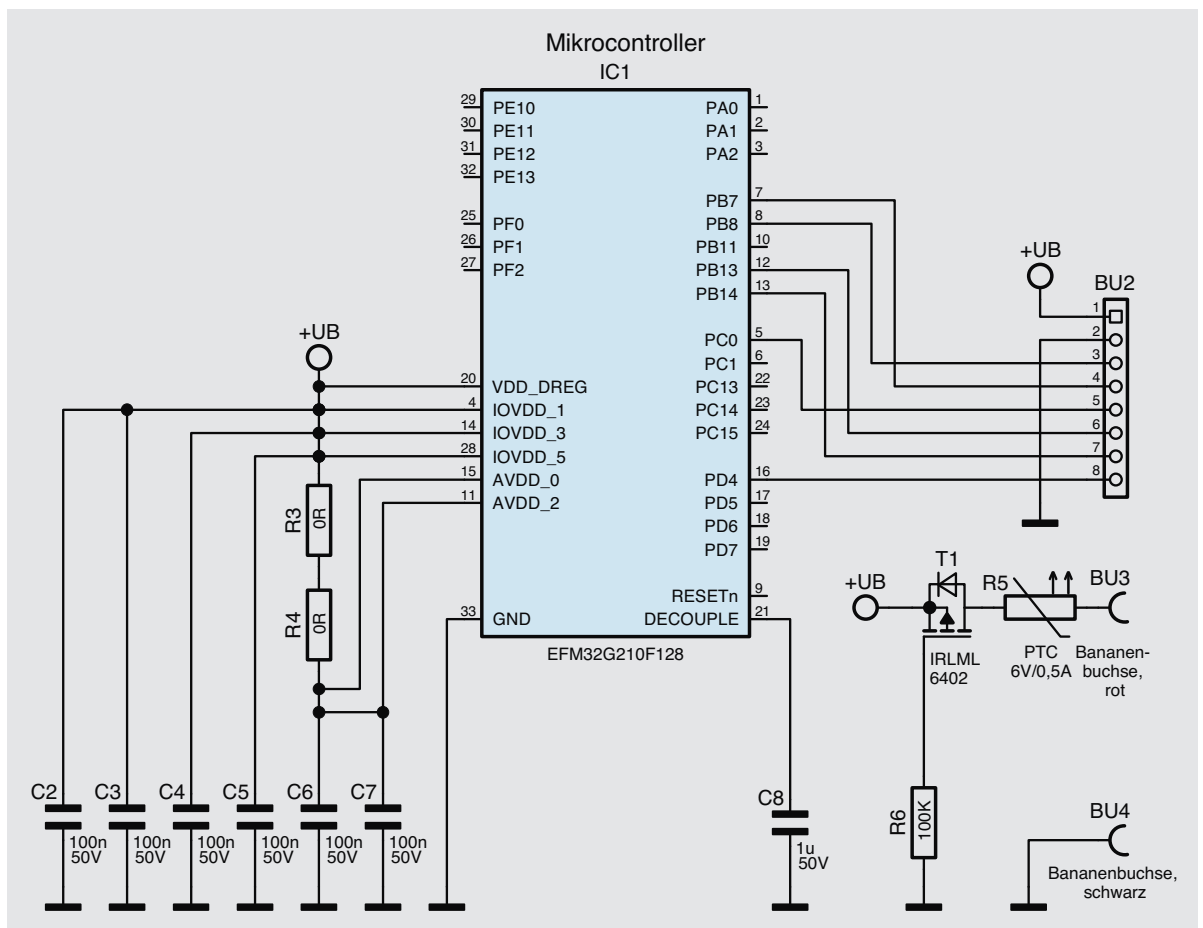 Mikrocontroller
IC1
29 PE10 PA0 1
30 PE11 PA1 2
31 PE12 PA2 3
32 PE13
PB7 7
25 PF0 PB8 8
26 PF1 PB11 10
27 PF2 PB13 12
PB14 13
+UB
BU2
1
2
3
4
5
6
7
8
+UB
PC0 5
PC1 6
20 VDD_DREG PC13 22
4 IOVDD_1 PC14 23
14 IOVDD_3 PC15 24
28 IOVDD_5
15 AVDD_0 PD4 16
11 AVDD_2 PD5 17
PD6 18
PD7 19
R3
0R
R4
0R
RESETn 9
33 GND DECOUPLE 21
EFM32G210F128
+UB
T1
IRLML
6402
R5
PTC
6V/0,5A
BU3
Bananen-
buchse,
rot
C2
100n
50V
C3
100n
50V
C4
100n
50V
C5
100n
50V
C6
100n
50V
C7
100n
50V
C8
1u
50V
R6
100K
BU4
Bananenbuchse,
schwarz